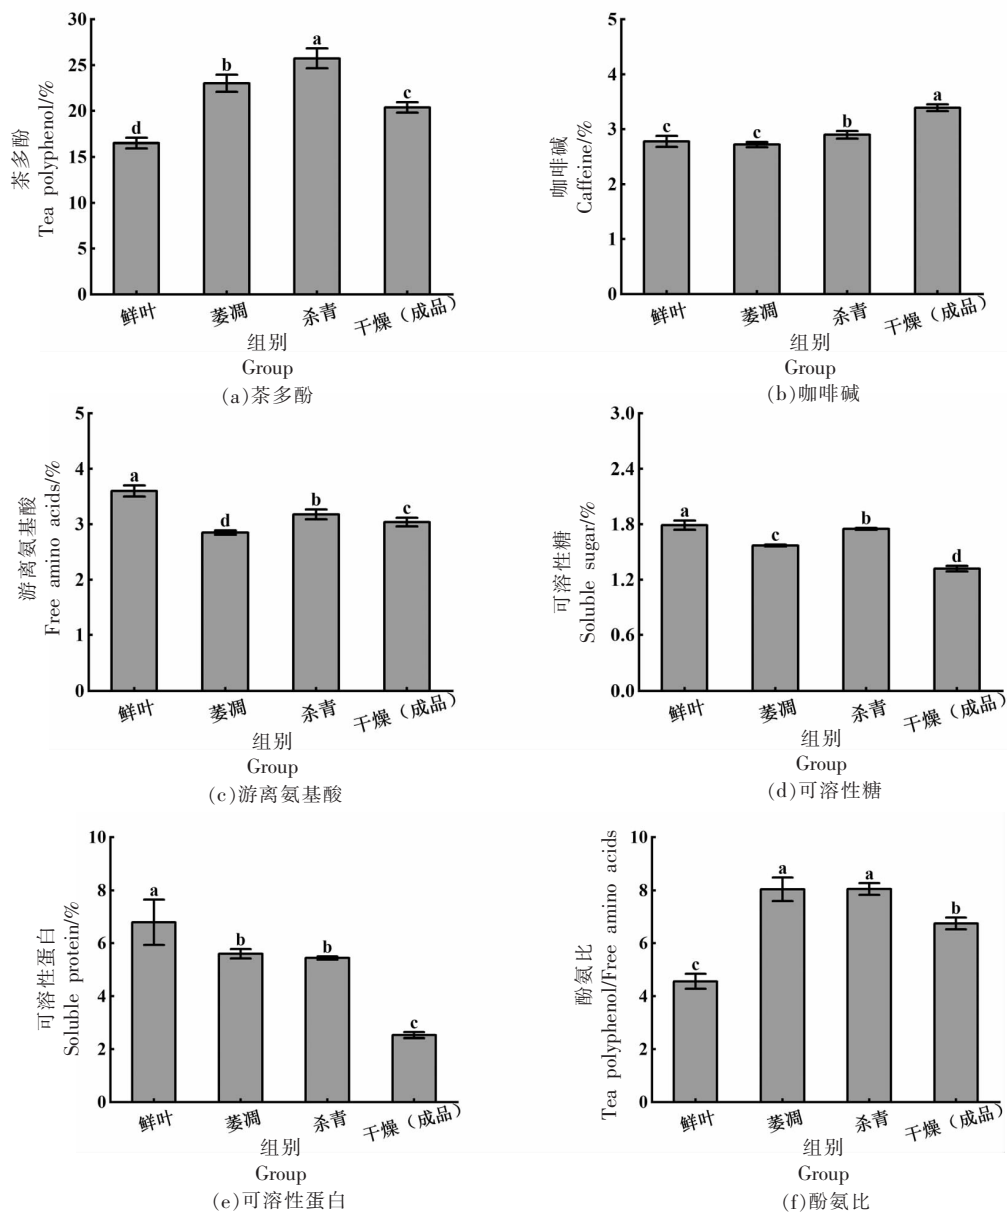 30
25
20
15
10
5
0
茶多酚
Tea polyphenol/%
d
b
a
c
鲜叶
萎凋
杀青
干燥（成品）
组别
Group
(a)茶多酚
5
4
3
2
1
0
咖啡碱
Caffeine/%
c
c
b
a
鲜叶
萎凋
杀青
干燥（成品）
组别
Group
(b)咖啡碱
5
4
3
2
1
0
游离氨基酸
Free amino acids/%
a
d
b
c
鲜叶
萎凋
杀青
干燥（成品）
组别
Group
(c)游离氨基酸
3.0
2.4
1.8
1.2
0.6
0.0
可溶性糖
Soluble sugar/%
a
c
b
d
鲜叶
萎凋
杀青
干燥（成品）
组别
Group
(d)可溶性糖
10
8
6
4
2
0
可溶性蛋白
Soluble protein/%
a
b
b
c
鲜叶
萎凋
杀青
干燥（成品）
组别
Group
(e)可溶性蛋白
10
8
6
4
2
0
酚氨比
Tea polyphenol/Free amino acids
c
a
a
b
鲜叶
萎凋
杀青
干燥（成品）
组别
Group
(f)酚氨比